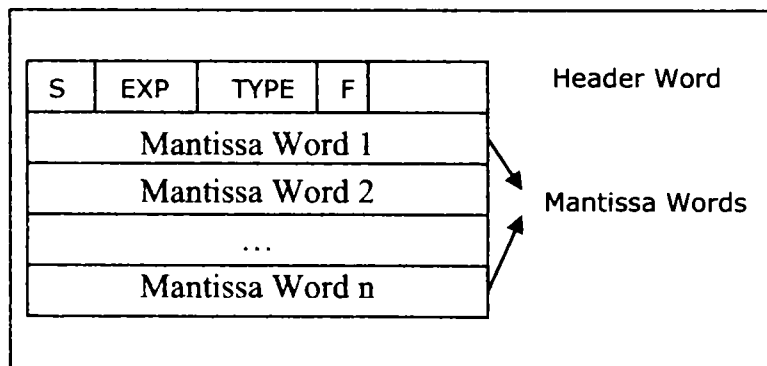 S EXP TYPE F Header Word
Mantissa Word 1
Mantissa Word 2
Mantissa Words
...
Mantissa Word n